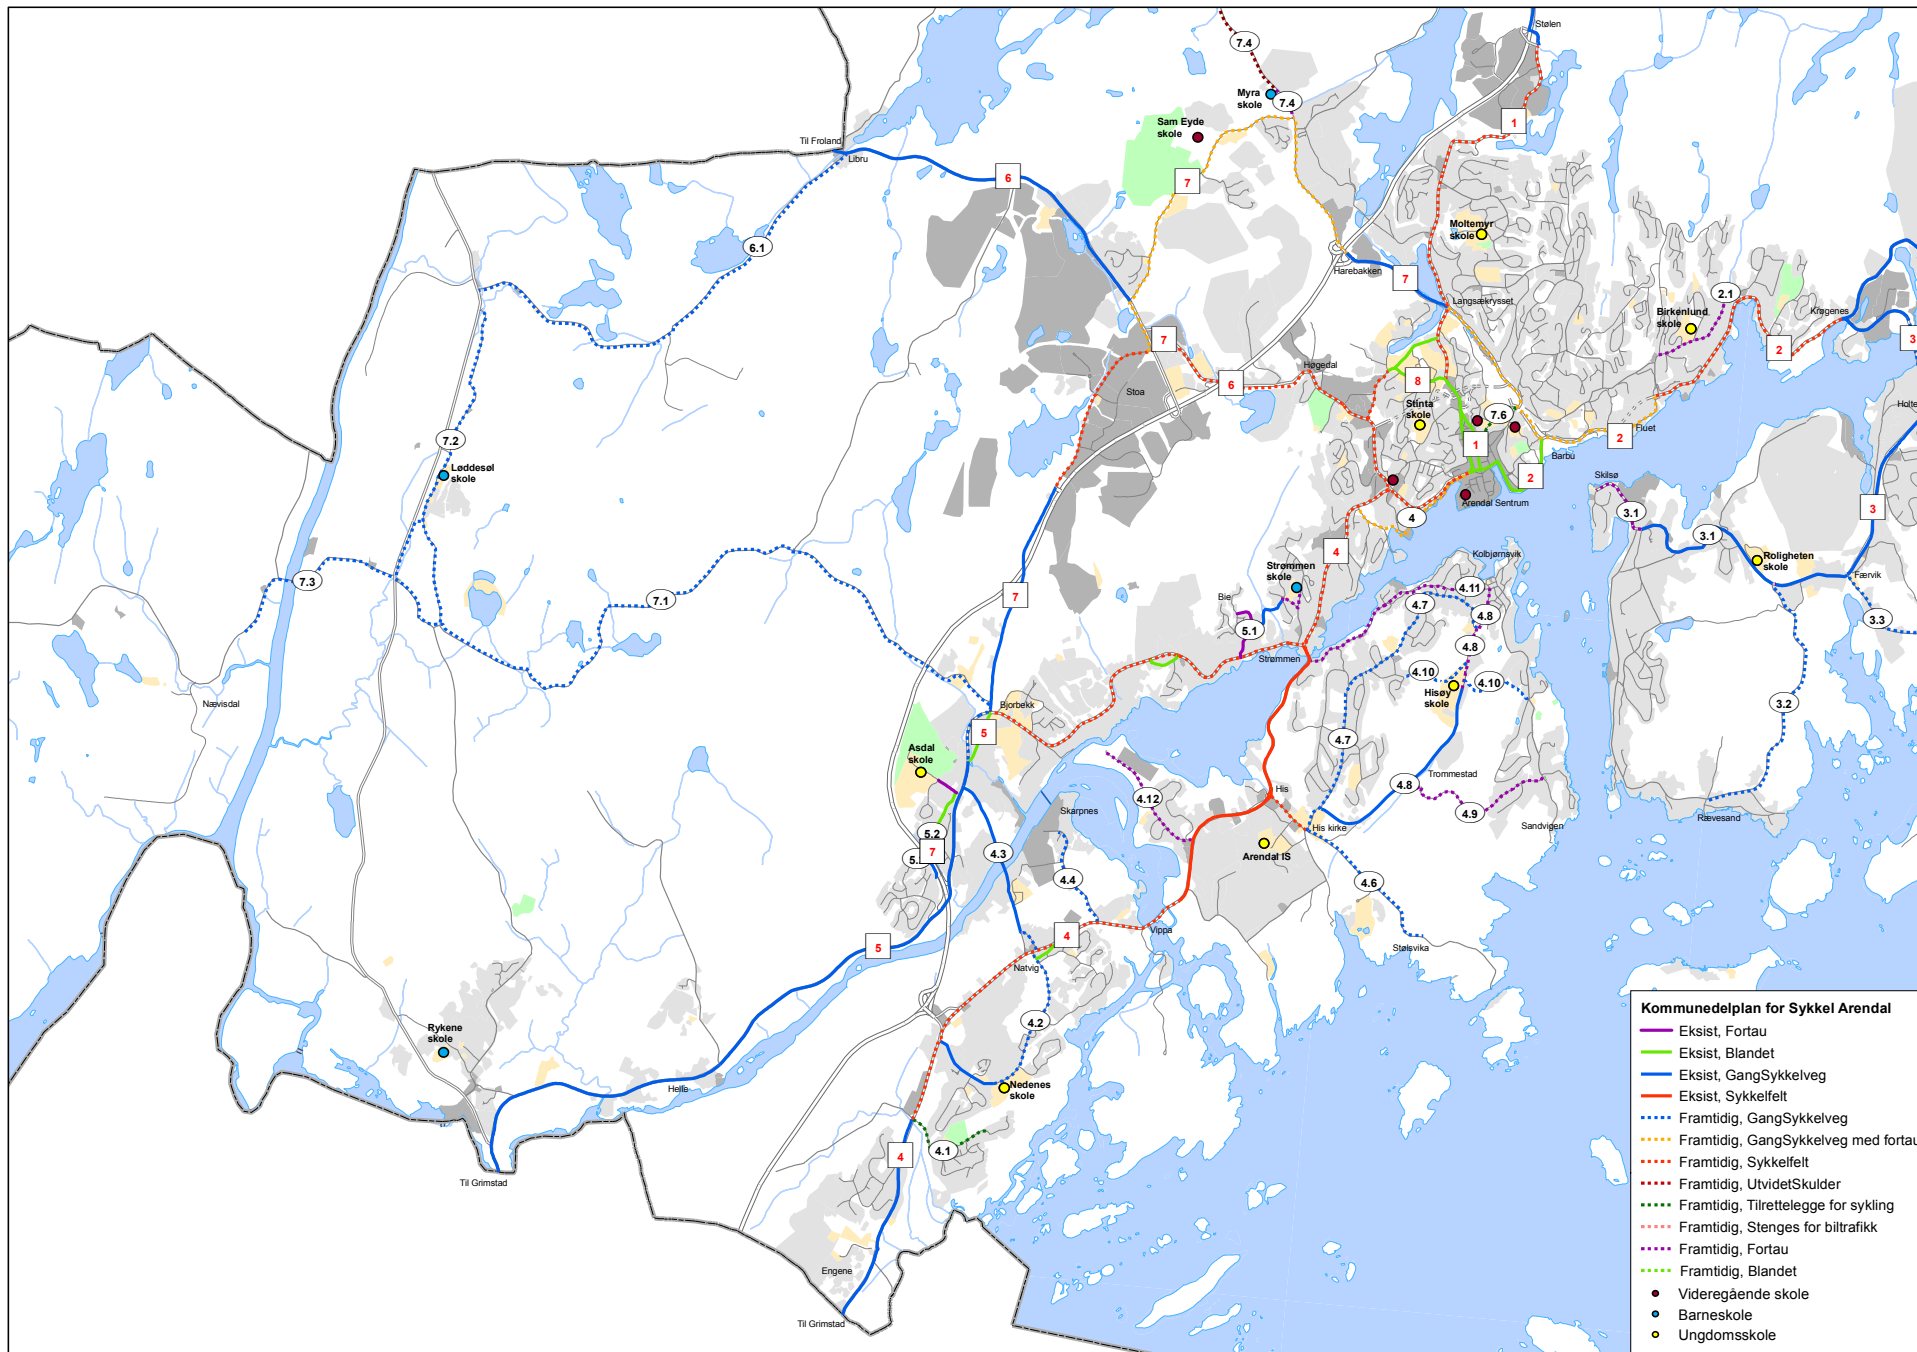 Stølen
7.4
Myra
skole
7.4
1
Sam Eyde
skole
Til Froland
Libru
6
7
6.1
Moltemyr
skole
Harebakken
7
Langsækrysset
2.1
Birkenlund
skole
Krøgenes
2
3
7
6
Høgedal
8
Stoa
Stinta
skole
7.6
1
2
Fluet
Barbu
2
Holte
7.2
Løddesøl
skole
Skilsø
Arendal Sentrum
4
3.1
3.1
3
4
Kolbjørnsvik
Roligheten
skole
Færvik
7.3
7.1
7
Strømmen
skole
Bie
5.1
4.11
4.7
4.8
3.3
4.8
Strømmen
4.10
4.10
Hisøy
skole
Nævisdal
Bjorbekk
5
3.2
4.7
Asdal
skole
Trommestad
4.8
4.9
4.12
His
Skarpnes
His kirke
Sandvigen
Rævesand
5.2
7
5.
4.3
Arendal IS
4.4
4.6
5
4
Vippa
Stølsvika
Natvig
4.2
Rykene
skole
Helle
Nedenes
skole
4.1
4
Til Grimstad
Engene
Til Grimstad
Kommunedelplan for Sykkel Arendal
Eksist, Fortau
Eksist, Blandet
Eksist, GangSykkelveg
Eksist, Sykkelfelt
Framtidig, GangSykkelveg
Framtidig, GangSykkelveg med fortau
Framtidig, Sykkelfelt
Framtidig, UtvidetSkulder
Framtidig, Tilrettelegge for sykling
Framtidig, Stenges for biltrafikk
Framtidig, Fortau
Framtidig, Blandet
Videregående skole
Barneskole
Ungdomsskole